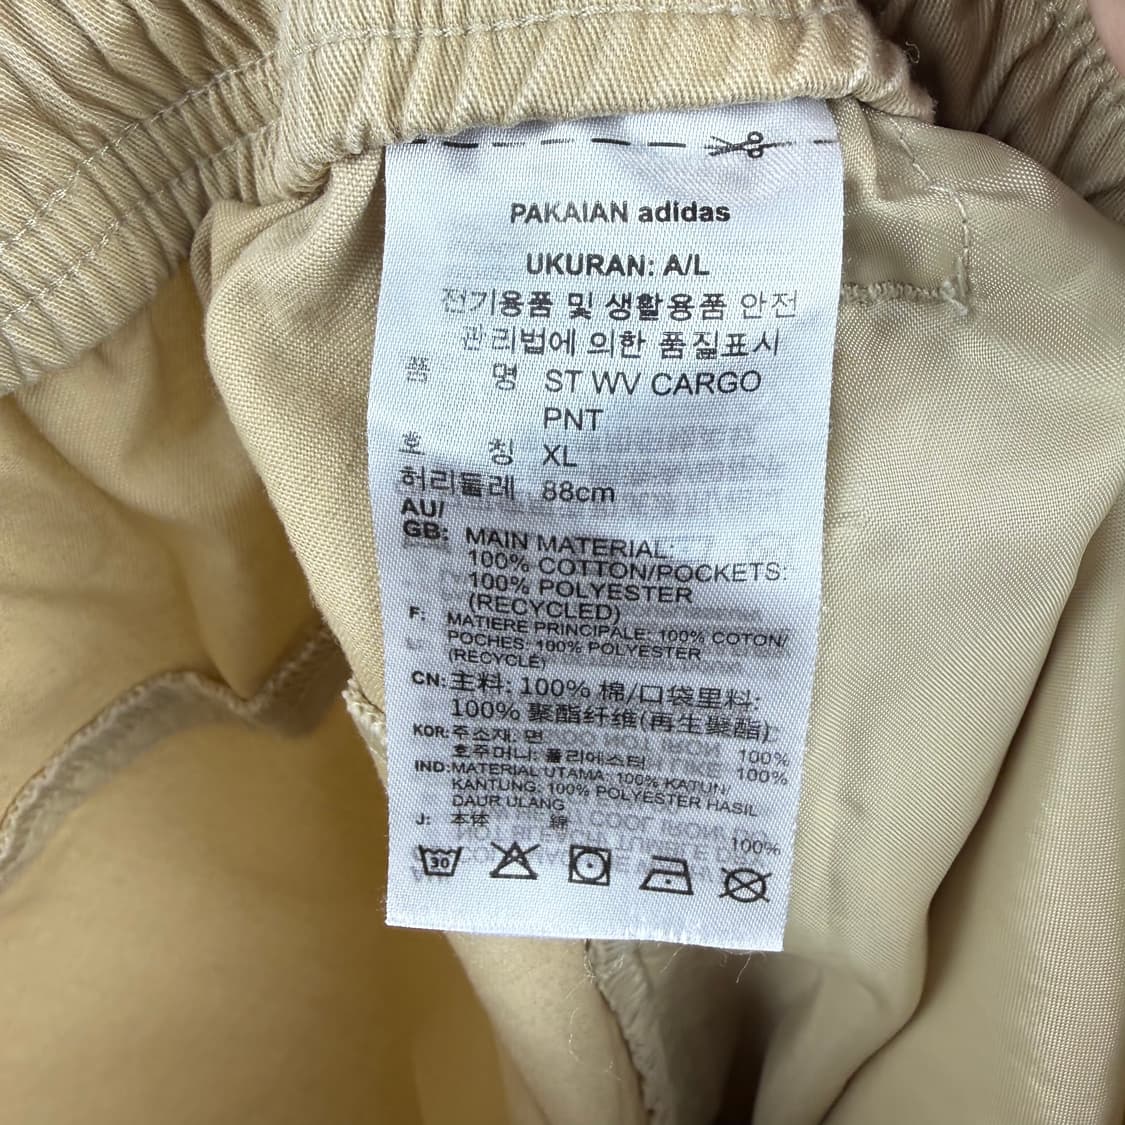 PAKAIAN adidas
UKURAN: A/L
전기용품 및 생활용품 안전
관리법에 의한 품질표시
품 명 ST WV CARGO
PNT
호 칭 XL
허리둘레 88cm
AU/
GB: MAIN MATERIAL:
100% COTTON/POCKETS:
100% POLYESTER
(RECYCLED)
F: MATIERE PRINCIPALE: 100% COTON/
POCHES: 100% POLYESTER
(RECYCLÉ)
CN: 主料: 100% 棉/口袋里料:
100% 聚酯纤维(再生聚酯)
KOR: 주소재: 면 100%
호주머니: 폴리에스터 100%
IND: MATERIAL UTAMA: 100% KATUN/
KANTUNG: 100% POLYESTER HASIL
DAUR ULANG
J: 本体 綿 100%
30